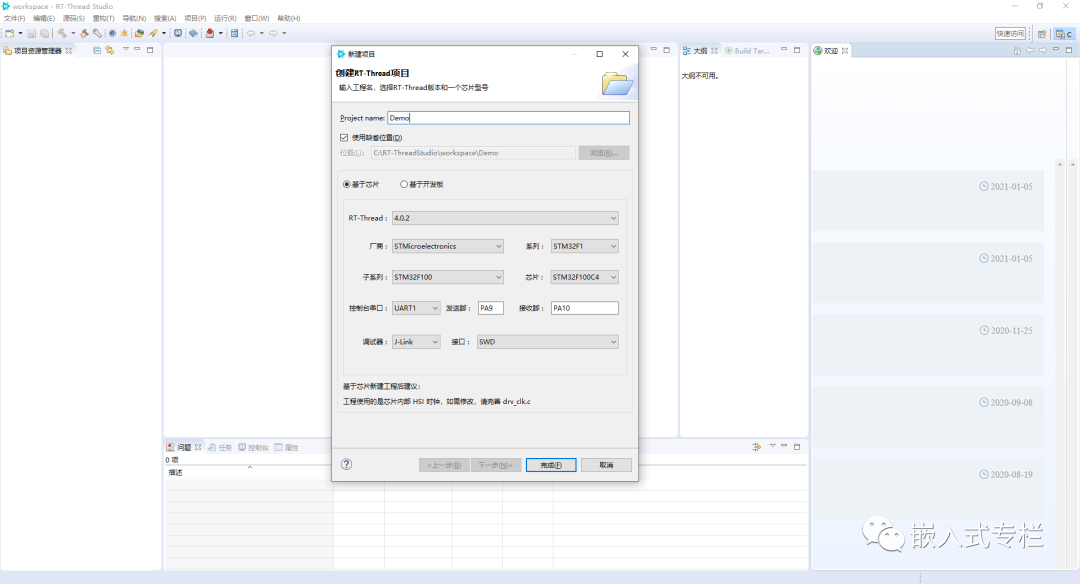 workspace - RT-Thread Studio
文件(F) 编辑(E) 源码(S) 重构(T) 导航(N) 搜索(A) 项目(P) 运行(R) 窗口(W) 帮助(H)
快速访问
C
项目资源管理器
大纲
Build Tar...
欢迎
大纲不可用。
新建项目
创建RT-Thread项目
输入工程名、选择RT-Thread版本和一个芯片型号
Project name: Demo
使用缺省位置(D)
位置(L): C:\RT-ThreadStudio\workspace\Demo 浏览(R)...
基于芯片 基于开发板
RT-Thread : 4.0.2
厂商 : STMicroelectronics 系列 : STM32F1
子系列 : STM32F100 芯片 : STM32F100C4
控制台串口 : UART1 发送脚 : PA9 接收脚 : PA10
调试器 : J-Link 接口 : SWD
基于芯片新建工程后建议:
工程使用的是芯片内部 HSI 时钟，如需修改，请完善 drv_clk.c
<上一步(B) 下一步(N)> 完成(F) 取消
2021-01-05
2021-01-05
2020-11-25
2020-09-08
2020-08-19
问题 任务 控制台 属性
0 项
描述
嵌入式专栏